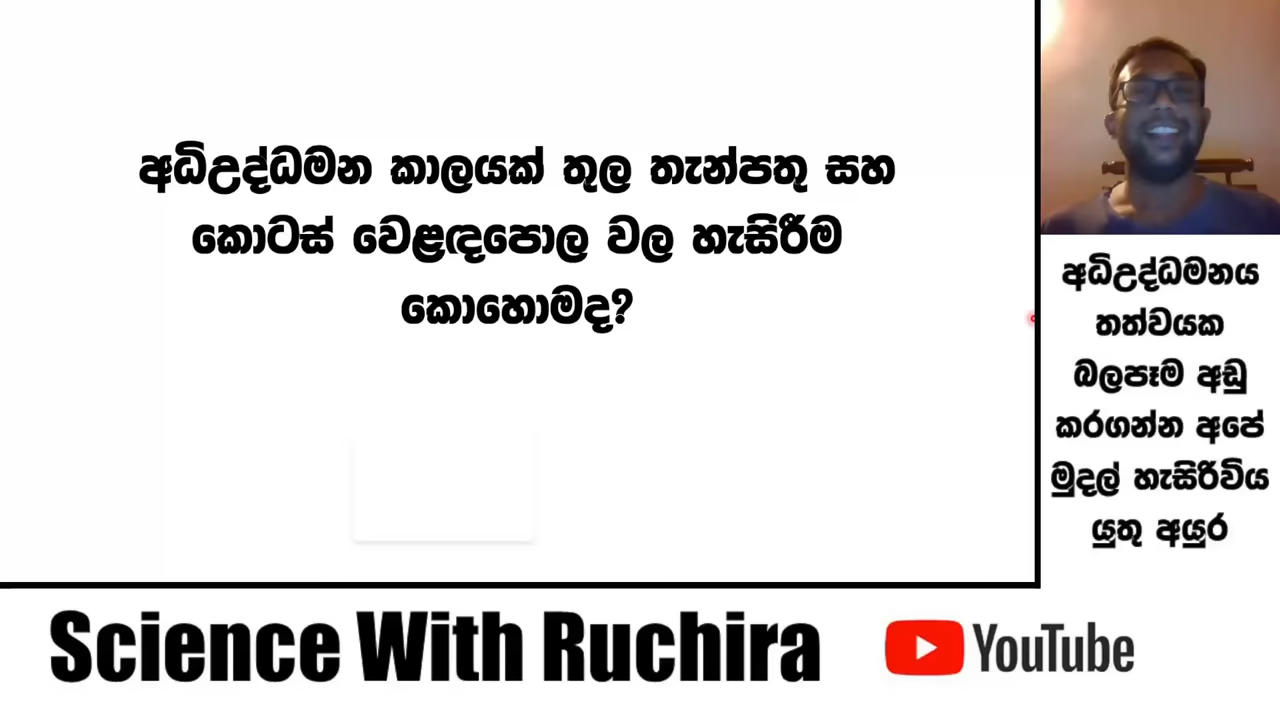 අධිඋද්ධමන කාලයක් තුල තැන්පතු සහ
කොටස් වෙළඳපොල වල හැසිරීම
කොහොමද?
අධිඋද්ධමනය
තත්වයක
බලපෑම අඩු
කරගන්න අපේ
මුදල් හැසිරිවිය
යුතු අයුර
Science With Ruchira
YouTube